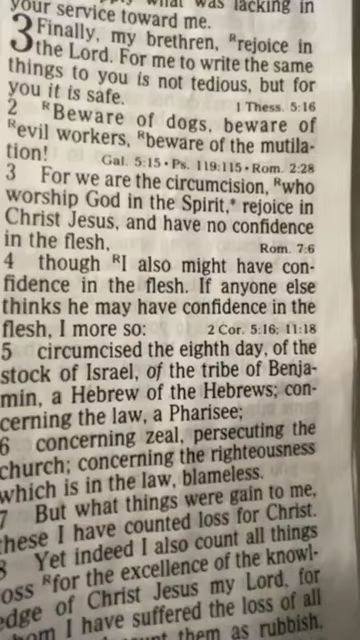 your service toward me.
3 Finally, my brethren, ᴿrejoice in
the Lord. For me to write the same
things to you is not tedious, but for
you it is safe. 1 Thess. 5:16
2 ᴿBeware of dogs, beware of
ᴿevil workers, ᴿbeware of the mutila-
tion! Gal. 5:15 • Ps. 119:115 • Rom. 2:28
3 For we are the circumcision, ᴿwho
worship God in the Spirit,* rejoice in
Christ Jesus, and have no confidence
in the flesh, Rom. 7:6
4 though ᴿI also might have con-
fidence in the flesh. If anyone else
thinks he may have confidence in the
flesh, I more so: 2 Cor. 5:16; 11:18
5 circumcised the eighth day, of the
stock of Israel, of the tribe of Benja-
min, a Hebrew of the Hebrews; con-
cerning the law, a Pharisee;
6 concerning zeal, persecuting the
church; concerning the righteousness
which is in the law, blameless.
7 But what things were gain to me,
these I have counted loss for Christ.
8 Yet indeed I also count all things
oss ᴿfor the excellence of the knowl-
edge of Christ Jesus my Lord, for
hom I have suffered the loss of all
count them as rubbish,